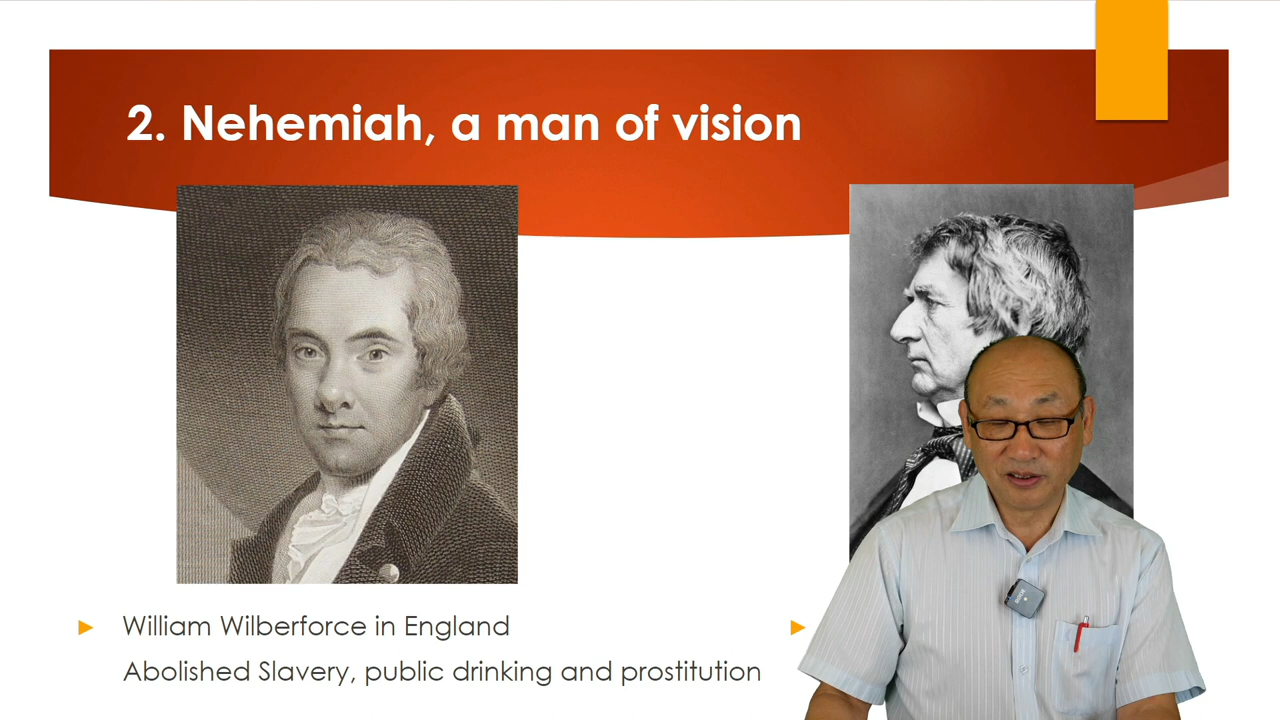 2. Nehemiah, a man of vision
William Wilberforce in England
Abolished Slavery, public drinking and prostitution